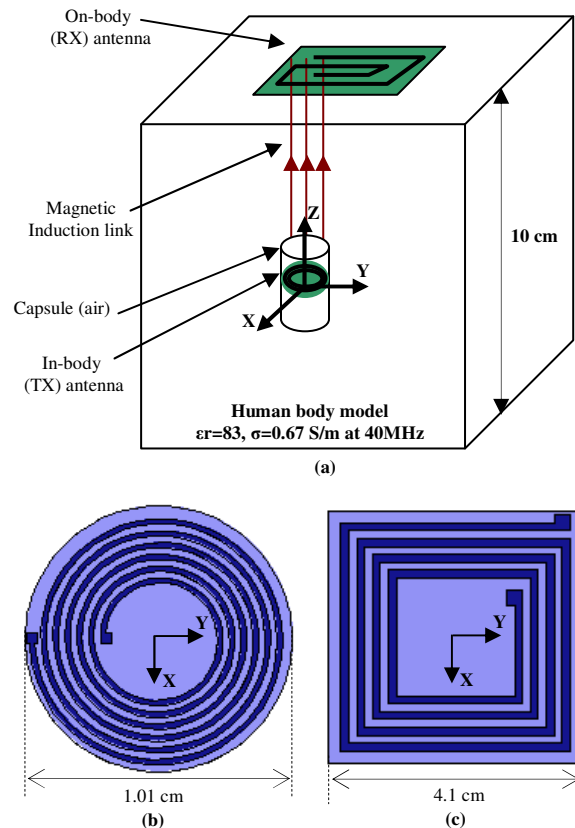 On-body
(RX) antenna
Magnetic
Induction link
Z
10 cm
Capsule (air)
Y
X
In-body
(TX) antenna
Human body model
εr=83, σ=0.67 S/m at 40MHz
(a)
Y
X
Y
X
1.01 cm
4.1 cm
(b)
(c)